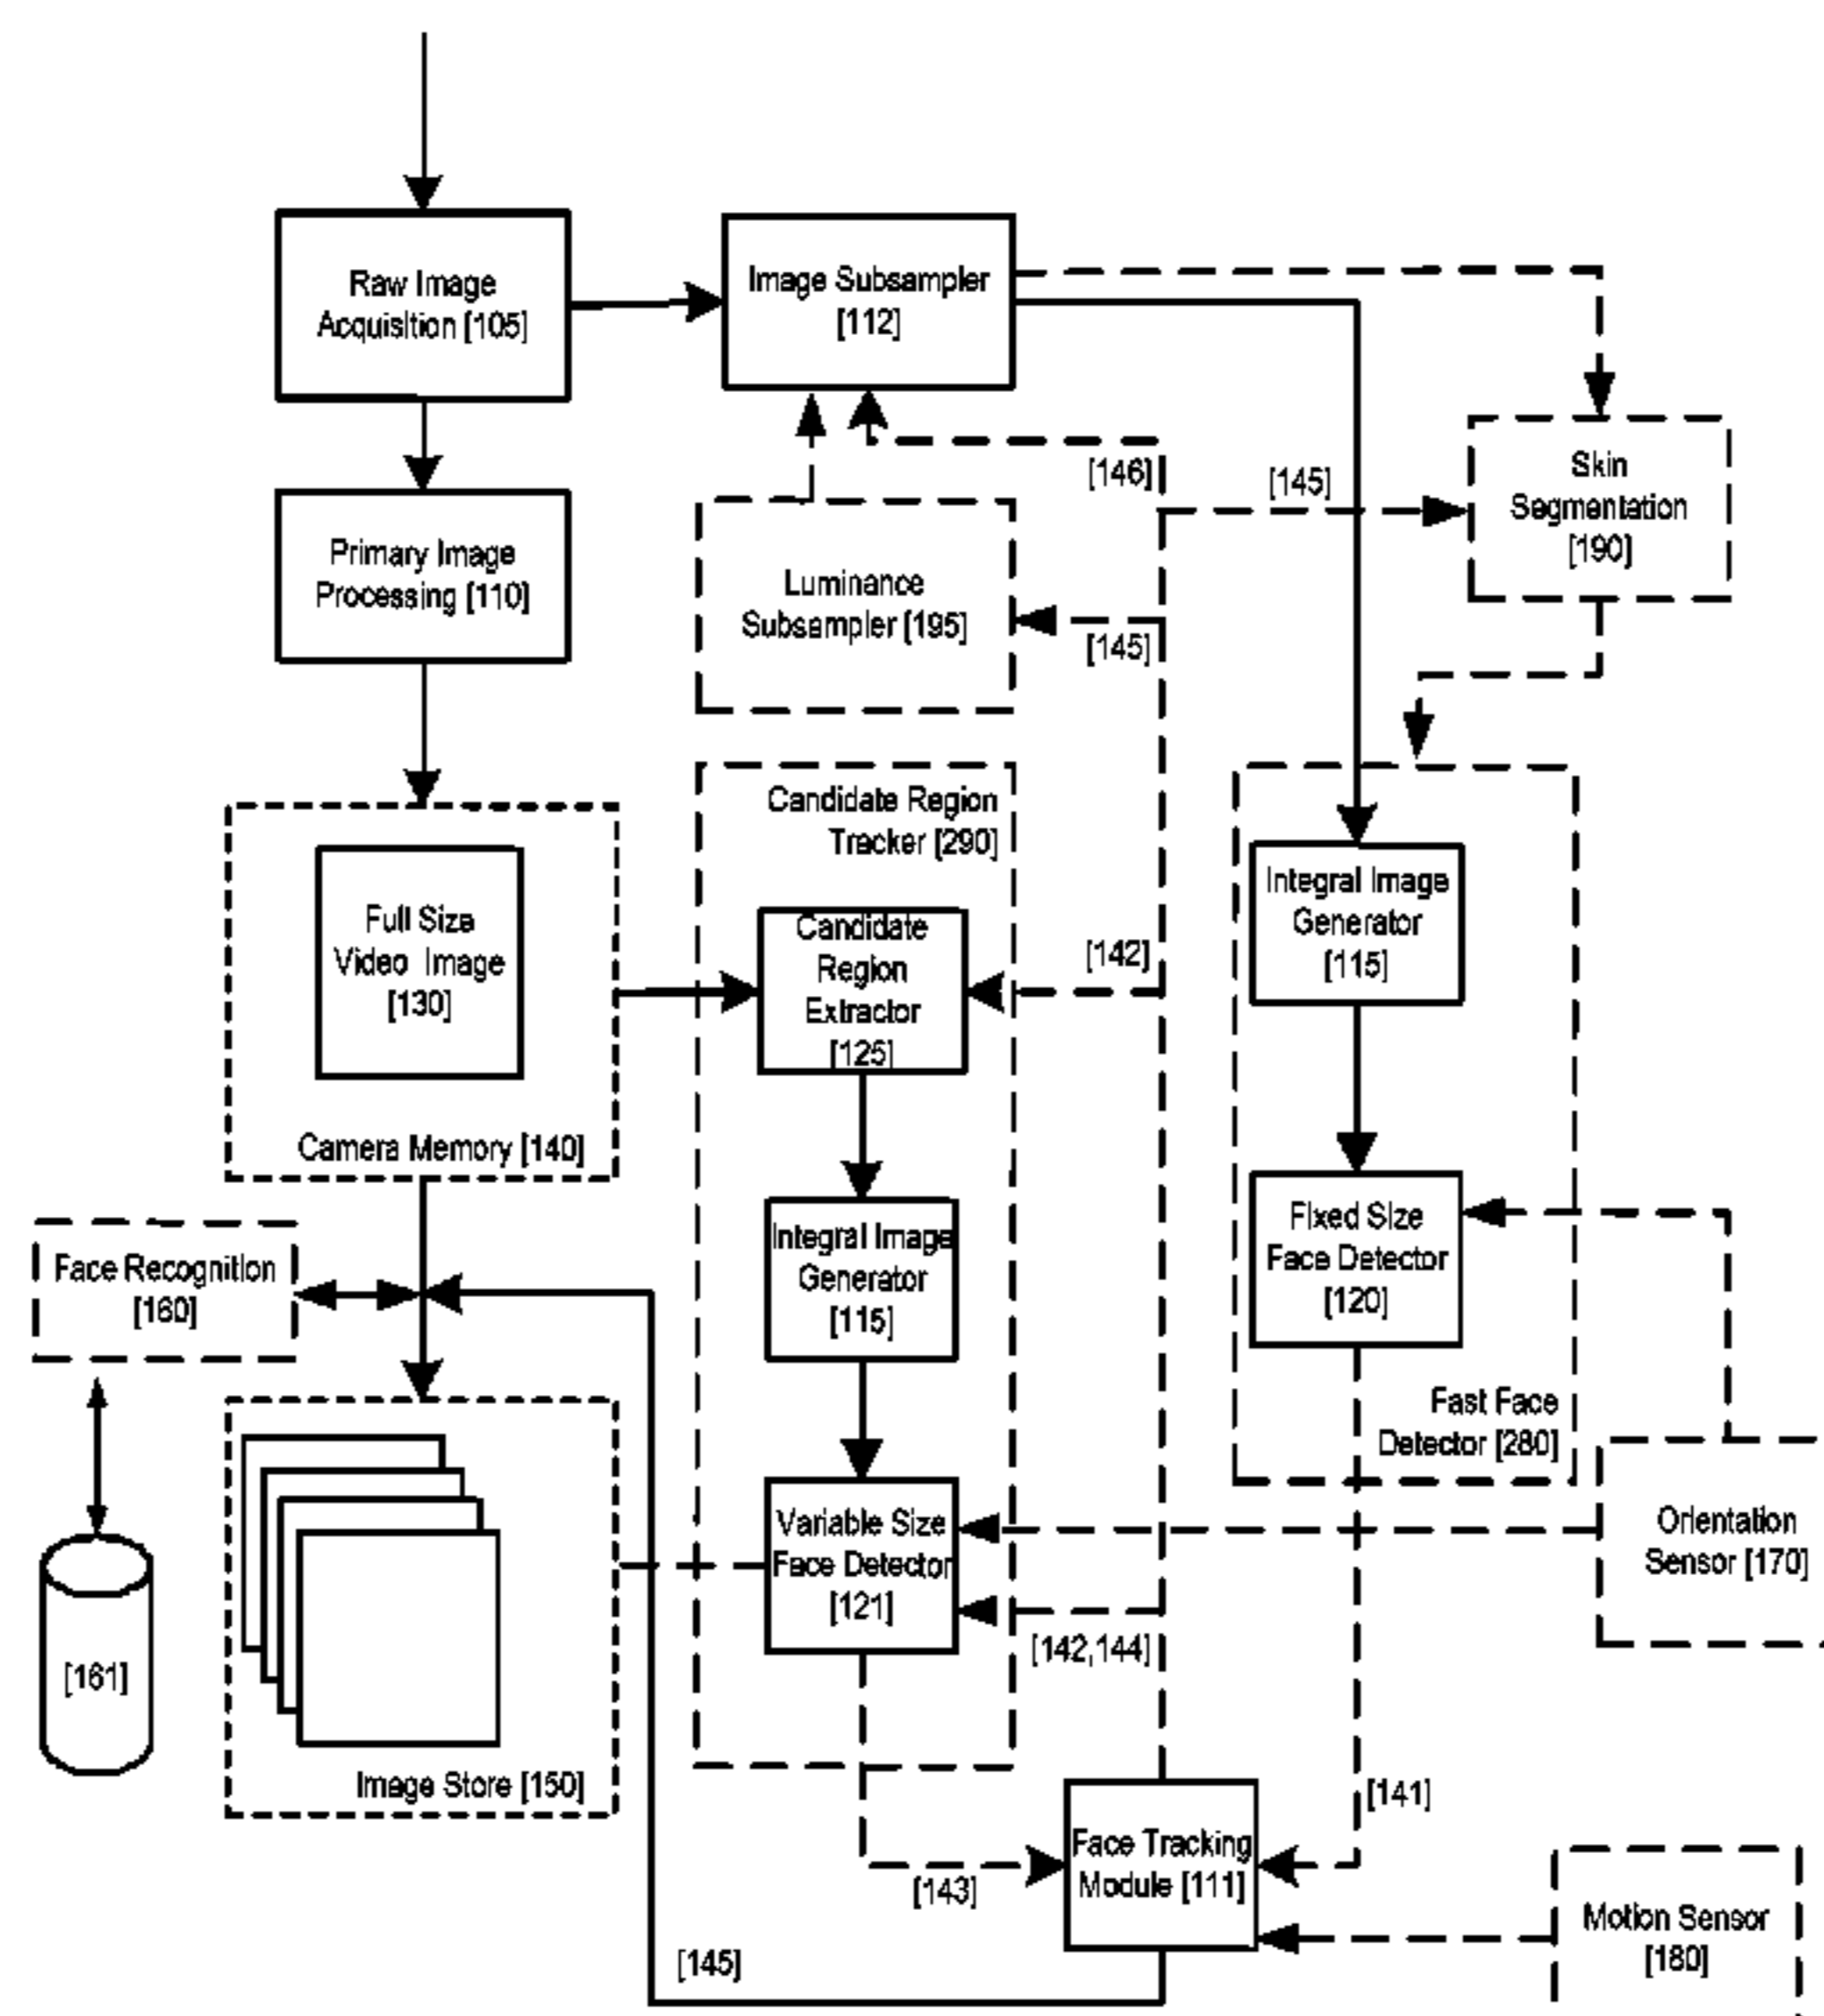 Raw Image
Acquisition [105]
Image Subsampler
[112]
[146]
[145]
Skin
Segmentation
[190]
Primary Image
Processing [110]
Luminance
Subsampler [195]
[145]
Candidate Region
Tracker [290]
Full Size
Video Image
[130]
Camera Memory [140]
Candidate
Region
Extractor
[125]
[142]
Integral Image
Generator
[115]
Fixed Size
Face Detector
[120]
Fast Face
Detector [280]
Face Recognition
[160]
Integral Image
Generator
[115]
Variable Size
Face Detector
[121]
[142,144]
Orientation
Sensor [170]
[161]
Image Store [150]
[141]
Face Tracking
Module [111]
[143]
[145]
Motion Sensor
[180]